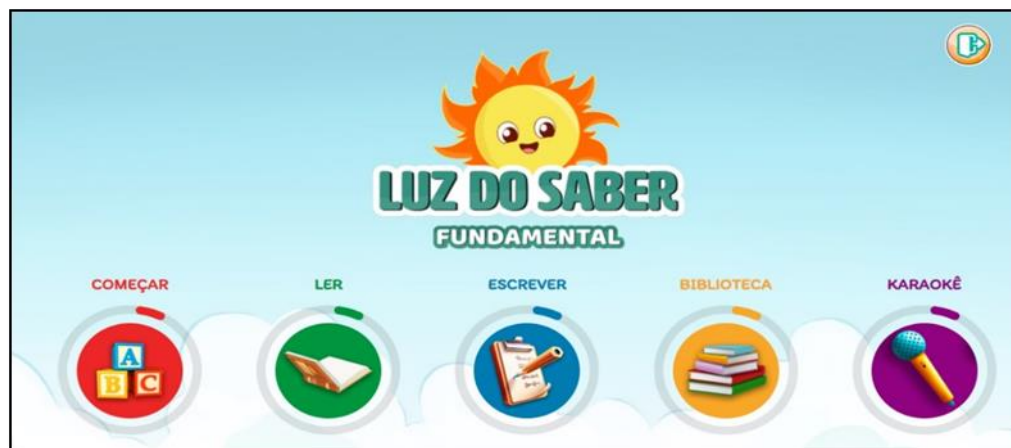 LUZ DO SABER
FUNDAMENTAL
COMEÇAR
LER
ESCREVER
BIBLIOTECA
KARAOKÊ
A
B C